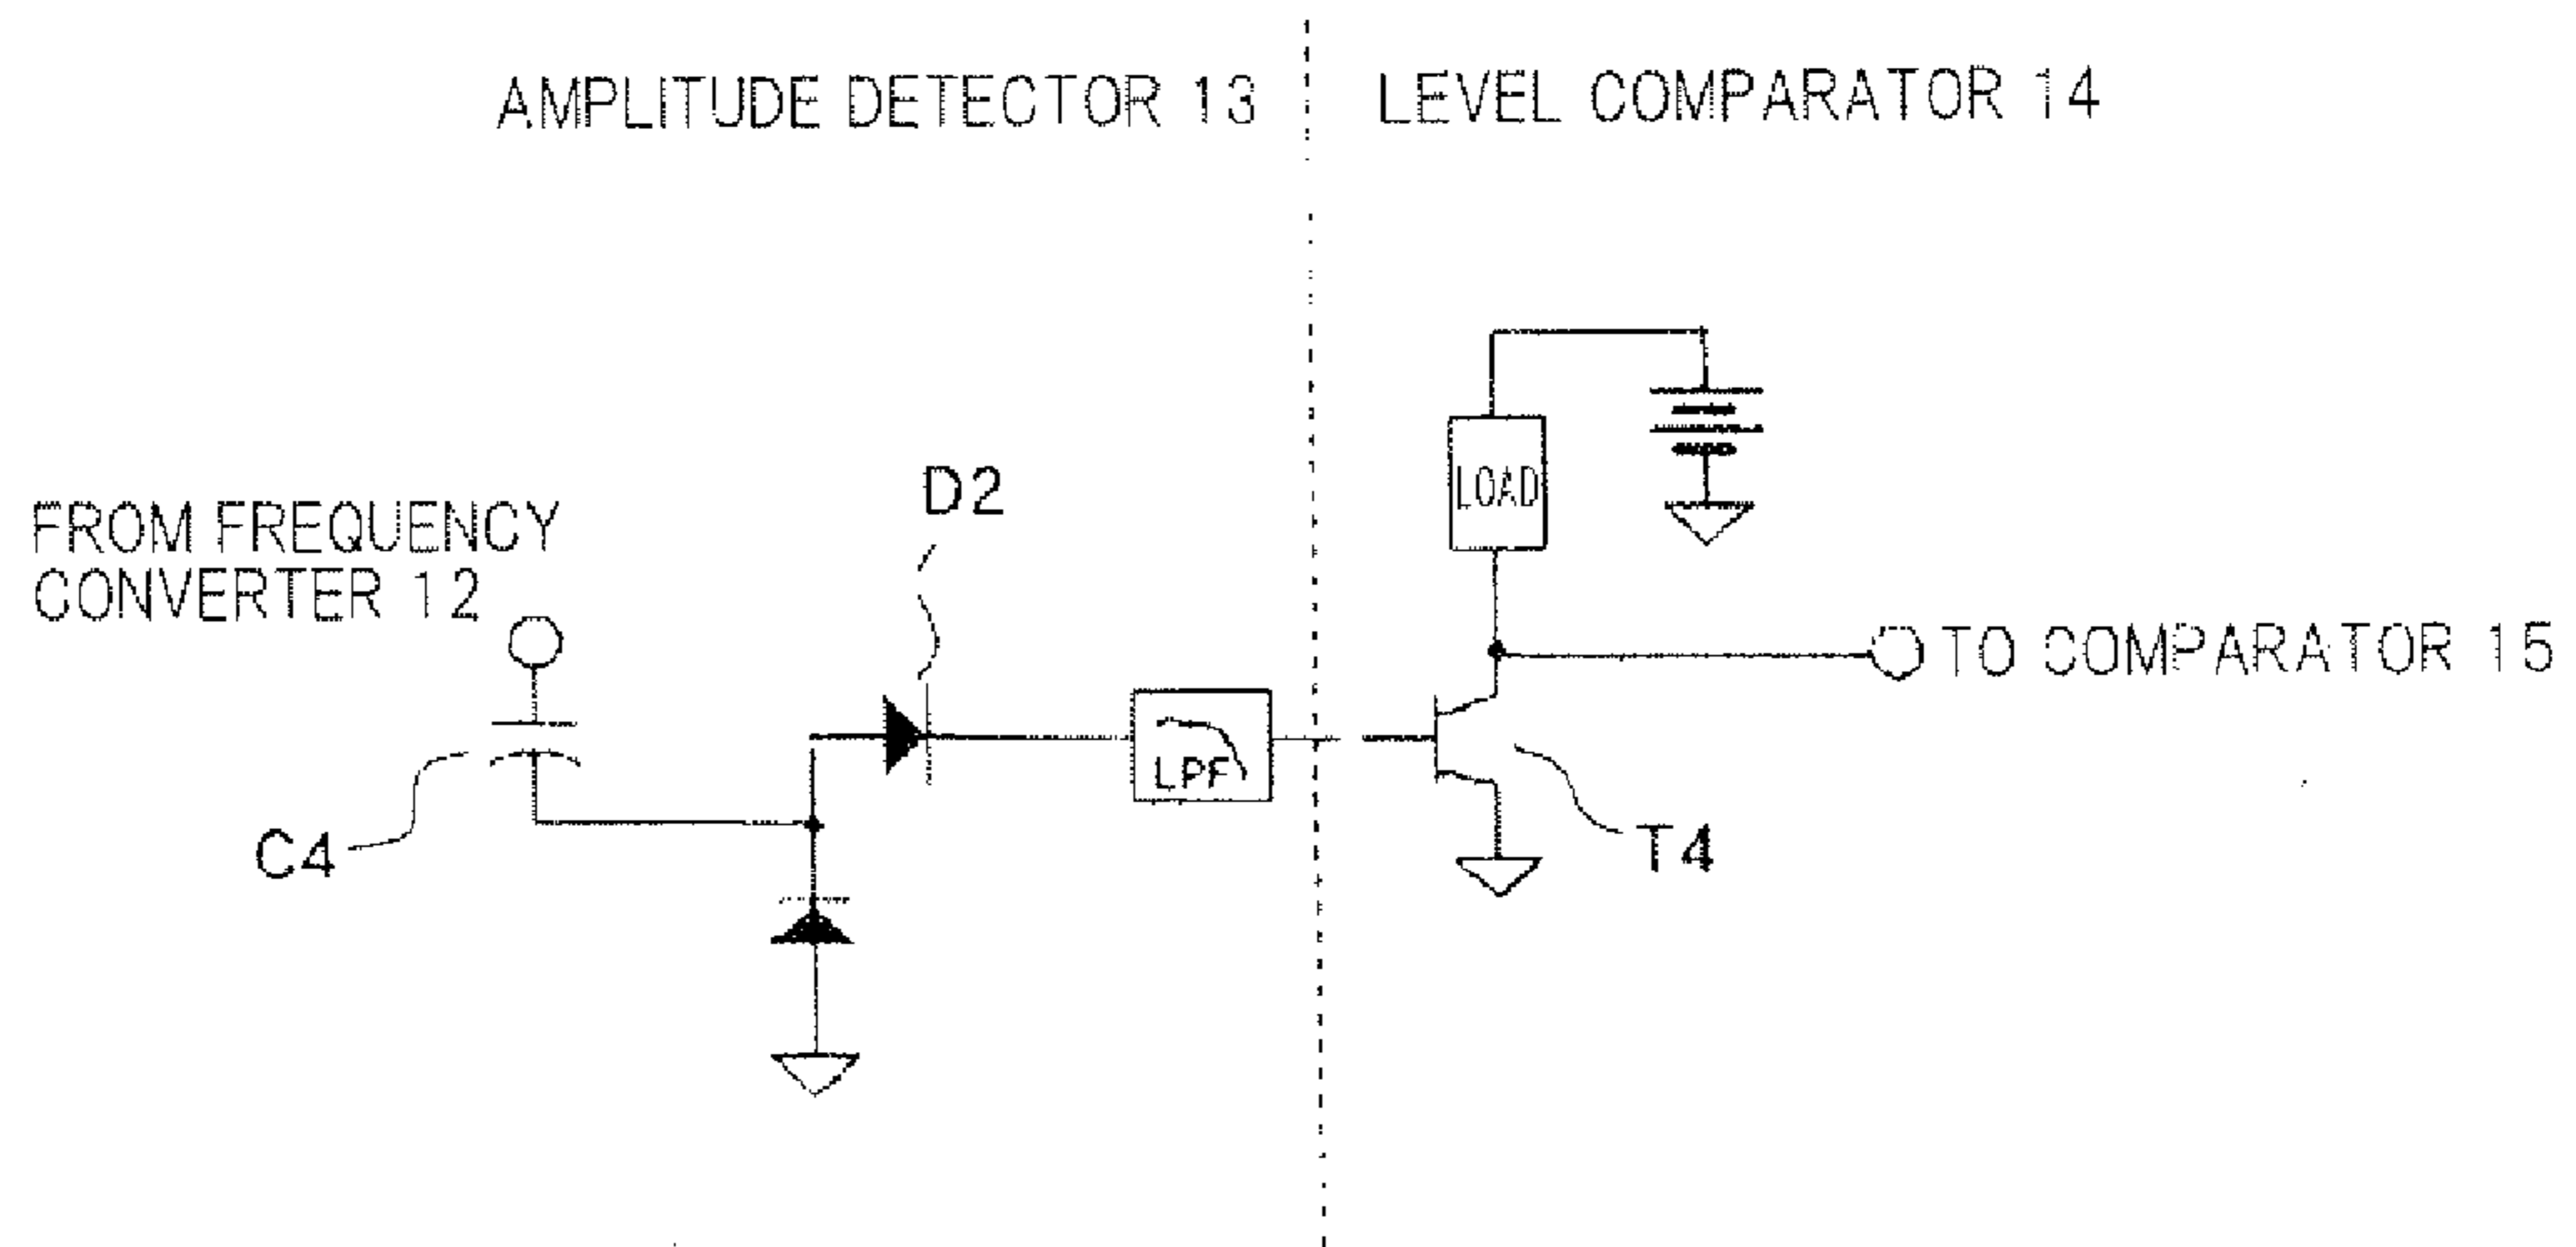 AMPLITUDE DETECTOR 13
LEVEL COMPARATOR 14
LOAD
D2
FROM FREQUENCY
CONVERTER 12
TO COMPARATOR 15
LPF
C4
T4